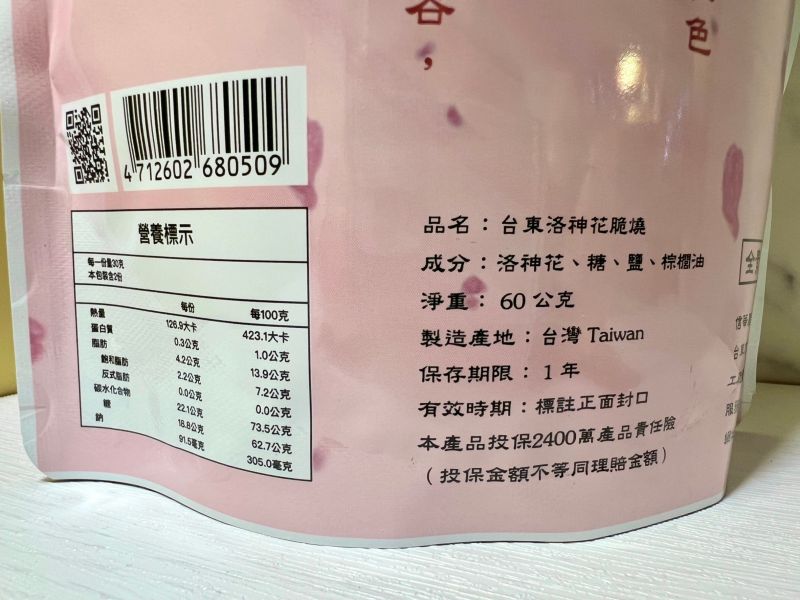 谷，
色
4 712602 680509
營養標示
每一份量30克
本包裝含2份
每份 每100克
熱量 126.9大卡 423.1大卡
蛋白質 0.3公克 1.0公克
脂肪 4.2公克 13.9公克
飽和脂肪 2.2公克 7.2公克
反式脂肪 0.0公克 0.0公克
碳水化合物 22.1公克 73.5公克
糖 18.8公克 62.7公克
鈉 91.5毫克 305.0毫克
品名：台東洛神花脆燒
成分：洛神花、糖、鹽、棕櫚油
淨重：60公克
製造產地：台灣 Taiwan
保存期限：1年
有效時期：標註正面封口
本產品投保2400萬產品責任險
（投保金額不等同理賠金額）
台
工